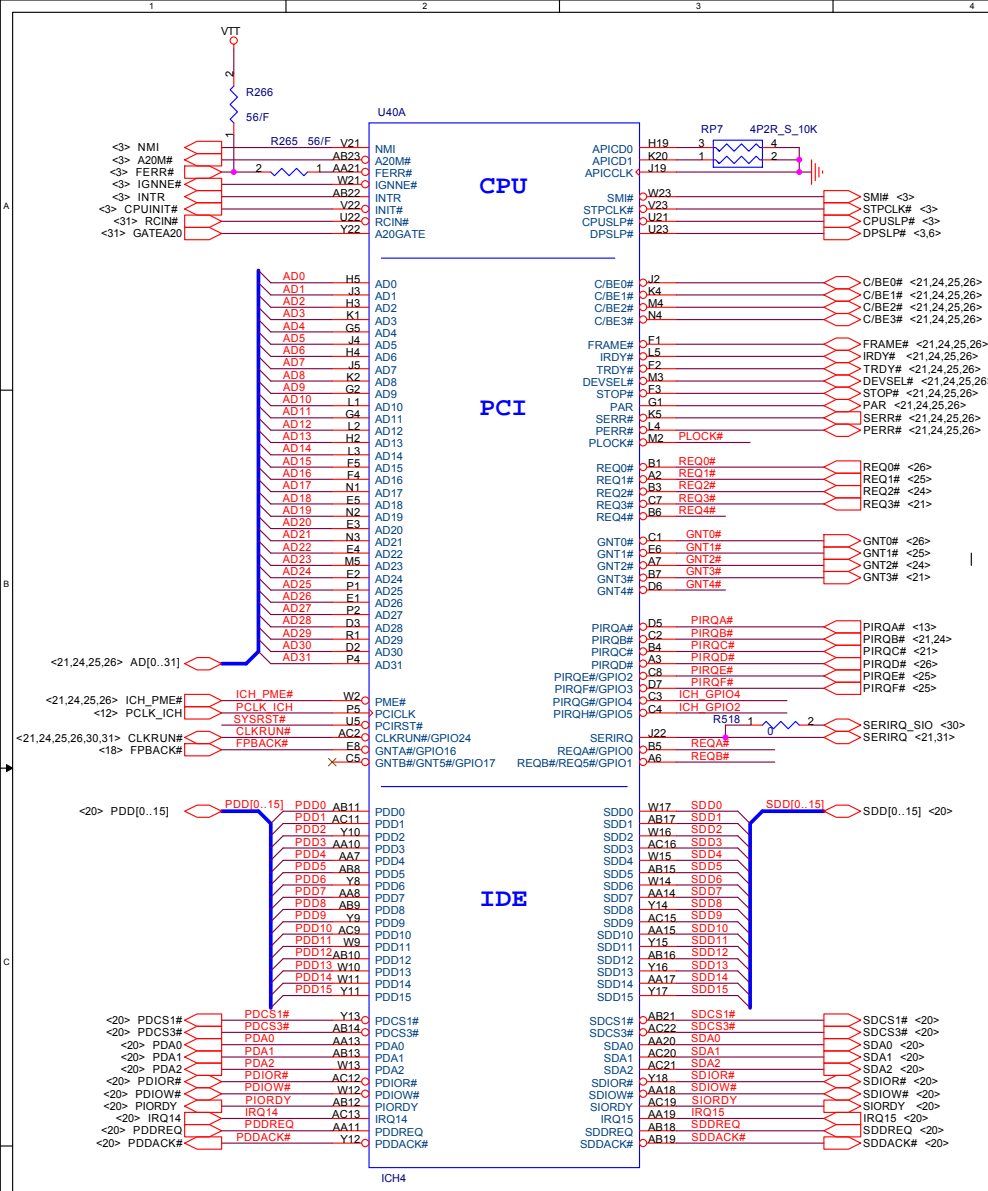 1 2 3 4
VTT
2
R266
56/F
1
U40A
<3> NMI V21 NMI
<3> A20M# AB23 A20M#
R265 56/F
<3> FERR# 2 1 AA21 FERR#
<3> IGNNE# W21 IGNNE#
<3> INTR AB22 INTR
<3> CPUINIT# V22 INIT#
<31> RCIN# U22 RCIN#
<31> GATEA20 Y22 A20GATE
CPU
RP7 4P2R_S_10K
APICD0 H19 3 4
APICD1 K20 1 2
APICCLK J19
SMI# W23 SMI# <3>
STPCLK# V23 STPCLK# <3>
CPUSLP# U21 CPUSLP# <3>
DPSLP# U23 DPSLP# <3,6>
A
AD0 H5 AD0
AD1 J3 AD1
AD2 H3 AD2
AD3 K1 AD3
AD4 G5 AD4
AD5 J4 AD5
AD6 H4 AD6
AD7 J5 AD7
AD8 K2 AD8
AD9 G2 AD9
AD10 L1 AD10
AD11 G4 AD11
AD12 L2 AD12
AD13 H2 AD13
AD14 L3 AD14
AD15 F5 AD15
AD16 F4 AD16
AD17 N1 AD17
AD18 E5 AD18
AD19 N2 AD19
AD20 E3 AD20
AD21 N3 AD21
AD22 E4 AD22
AD23 M5 AD23
AD24 E2 AD24
AD25 P1 AD25
AD26 E1 AD26
AD27 P2 AD27
AD28 D3 AD28
AD29 R1 AD29
AD30 D2 AD30
AD31 P4 AD31
<21,24,25,26> AD[0..31]
PCI
C/BE0# J2 C/BE0# <21,24,25,26>
C/BE1# K4 C/BE1# <21,24,25,26>
C/BE2# M4 C/BE2# <21,24,25,26>
C/BE3# N4 C/BE3# <21,24,25,26>
FRAME# F1 FRAME# <21,24,25,26>
IRDY# L5 IRDY# <21,24,25,26>
TRDY# F2 TRDY# <21,24,25,26>
DEVSEL# M3 DEVSEL# <21,24,25,26
STOP# F3 STOP# <21,24,25,26>
PAR G1 PAR <21,24,25,26>
SERR# K5 SERR# <21,24,25,26>
PERR# L4 PERR# <21,24,25,26>
PLOCK# M2 PLOCK#
REQ0# B1 REQ0# REQ0# <26>
REQ1# A2 REQ1# REQ1# <25>
REQ2# B3 REQ2# REQ2# <24>
REQ3# C7 REQ3# REQ3# <21>
REQ4# B6 REQ4#
GNT0# C1 GNT0# GNT0# <26>
GNT1# E6 GNT1# GNT1# <25>
GNT2# A7 GNT2# GNT2# <24>
GNT3# B7 GNT3# GNT3# <21>
GNT4# D6 GNT4#
B
PIRQA# D5 PIRQA# PIRQA# <13>
PIRQB# C2 PIRQB# PIRQB# <21,24>
PIRQC# B4 PIRQC# PIRQC# <21>
PIRQD# A3 PIRQD# PIRQD# <26>
PIRQE#/GPIO2 C8 PIRQE# PIRQE# <25>
PIRQF#/GPIO3 D7 PIRQF# PIRQF# <25>
PIRQG#/GPIO4 C3 ICH_GPIO4
PIRQH#/GPIO5 C4 ICH_GPIO2
R518 1 2 SERIRQ_SIO <30>
0
SERIRQ J22 SERIRQ <21,31>
REQA#/GPIO0 B5 REQA#
REQB#/REQ5#/GPIO1 A6 REQB#
<21,24,25,26> ICH_PME# ICH_PME# W2 PME#
<12> PCLK_ICH PCLK_ICH P5 PCICLK
SYSRST# U5 PCIRST#
<21,24,25,26,30,31> CLKRUN# CLKRUN# AC2 CLKRUN#/GPIO24
<18> FPBACK# FPBACK# E8 GNTA#/GPIO16
C5 GNTB#/GNT5#/GPIO17
<20> PDD[0..15] PDD[0..15]
PDD0 AB11 PDD0
PDD1 AC11 PDD1
PDD2 Y10 PDD2
PDD3 AA10 PDD3
PDD4 AA7 PDD4
PDD5 AB8 PDD5
PDD6 Y8 PDD6
PDD7 AA8 PDD7
PDD8 AB9 PDD8
PDD9 Y9 PDD9
PDD10 AC9 PDD10
PDD11 W9 PDD11
PDD12 AB10 PDD12
PDD13 W10 PDD13
PDD14 W11 PDD14
PDD15 Y11 PDD15
IDE
SDD0 W17 SDD0 SDD[0..15] SDD[0..15] <20>
SDD1 AB17 SDD1
SDD2 W16 SDD2
SDD3 AC16 SDD3
SDD4 W15 SDD4
SDD5 AB15 SDD5
SDD6 W14 SDD6
SDD7 AA14 SDD7
SDD8 Y14 SDD8
SDD9 AC15 SDD9
SDD10 AA15 SDD10
SDD11 Y15 SDD11
SDD12 AB16 SDD12
SDD13 Y16 SDD13
SDD14 AA17 SDD14
SDD15 Y17 SDD15
C
<20> PDCS1# PDCS1# Y13 PDCS1#
<20> PDCS3# PDCS3# AB14 PDCS3#
<20> PDA0 PDA0 AA13 PDA0
<20> PDA1 PDA1 AB13 PDA1
<20> PDA2 PDA2 W13 PDA2
<20> PDIOR# PDIOR# AC12 PDIOR#
<20> PDIOW# PDIOW# W12 PDIOW#
<20> PIORDY PIORDY AB12 PIORDY
<20> IRQ14 IRQ14 AC13 IRQ14
<20> PDDREQ PDDREQ AA11 PDDREQ
<20> PDDACK# PDDACK# Y12 PDDACK#
SDCS1# AB21 SDCS1# SDCS1# <20>
SDCS3# AC22 SDCS3# SDCS3# <20>
SDA0 AA20 SDA0 SDA0 <20>
SDA1 AC20 SDA1 SDA1 <20>
SDA2 AC21 SDA2 SDA2 <20>
SDIOR# Y18 SDIOR# SDIOR# <20>
SDIOW# AA18 SDIOW# SDIOW# <20>
SIORDY AC19 SIORDY SIORDY <20>
IRQ15 AA19 IRQ15 IRQ15 <20>
SDDREQ AB18 SDDREQ SDDREQ <20>
SDDACK# AB19 SDDACK# SDDACK# <20>
ICH4